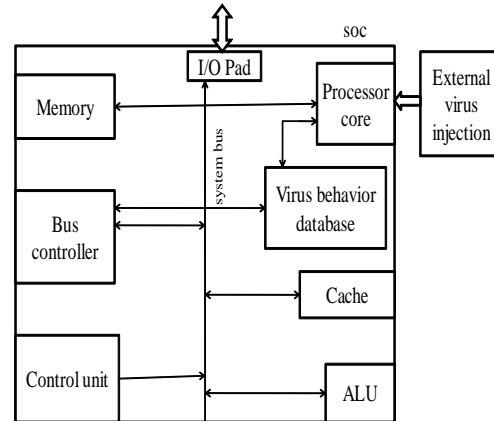 soc
I/O Pad
Memory
Processor
core
External
virus
injection
system bus
Virus behavior
database
Bus
controller
Cache
Control unit
ALU